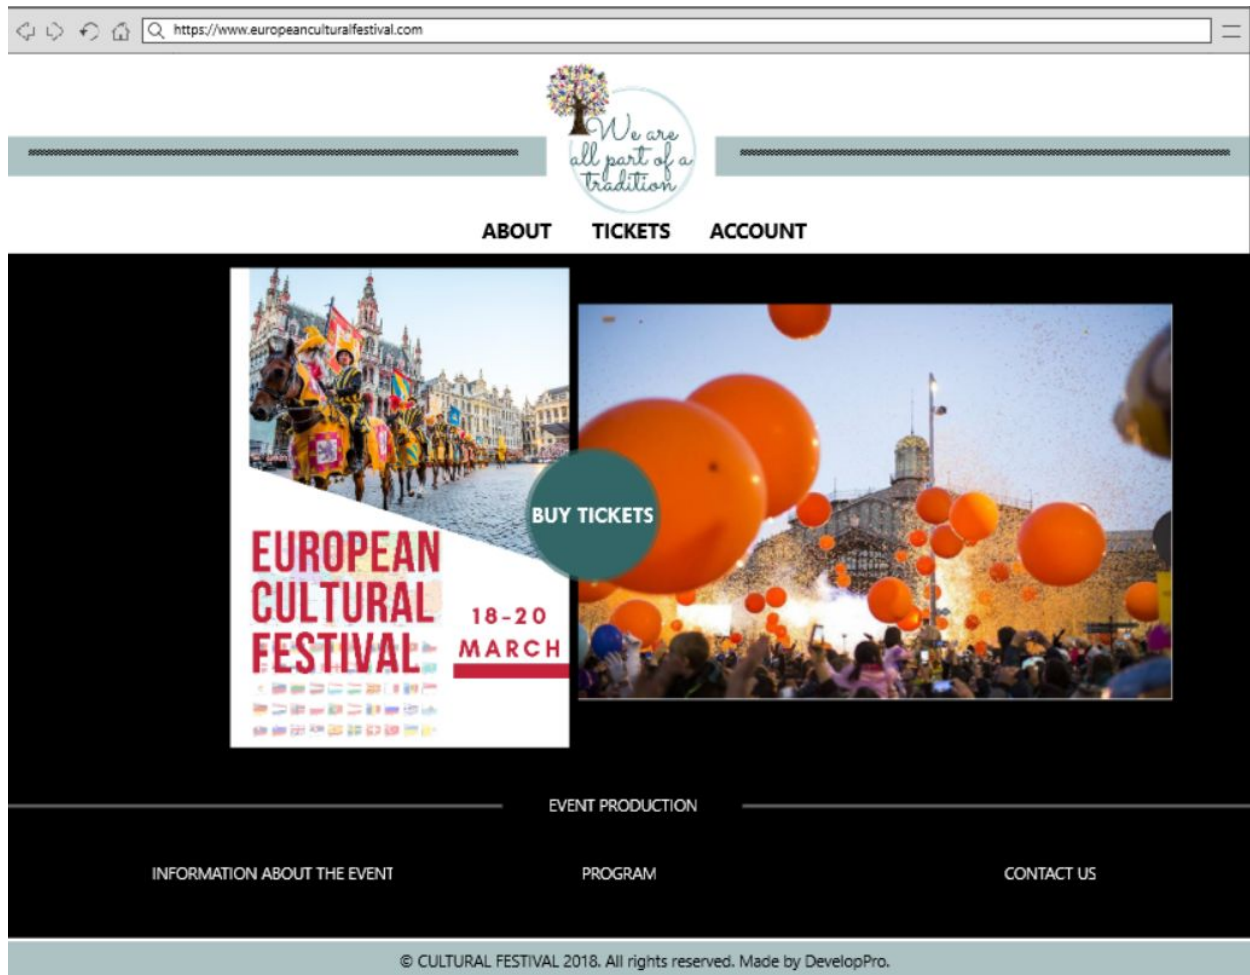 https://www.europeanculturalfestival.com
We are
all part of a
tradition
ABOUT TICKETS ACCOUNT
BUY TICKETS
EUROPEAN
CULTURAL
FESTIVAL
18-20
MARCH
EVENT PRODUCTION
INFORMATION ABOUT THE EVENT PROGRAM CONTACT US
© CULTURAL FESTIVAL 2018. All rights reserved. Made by DevelopPro.